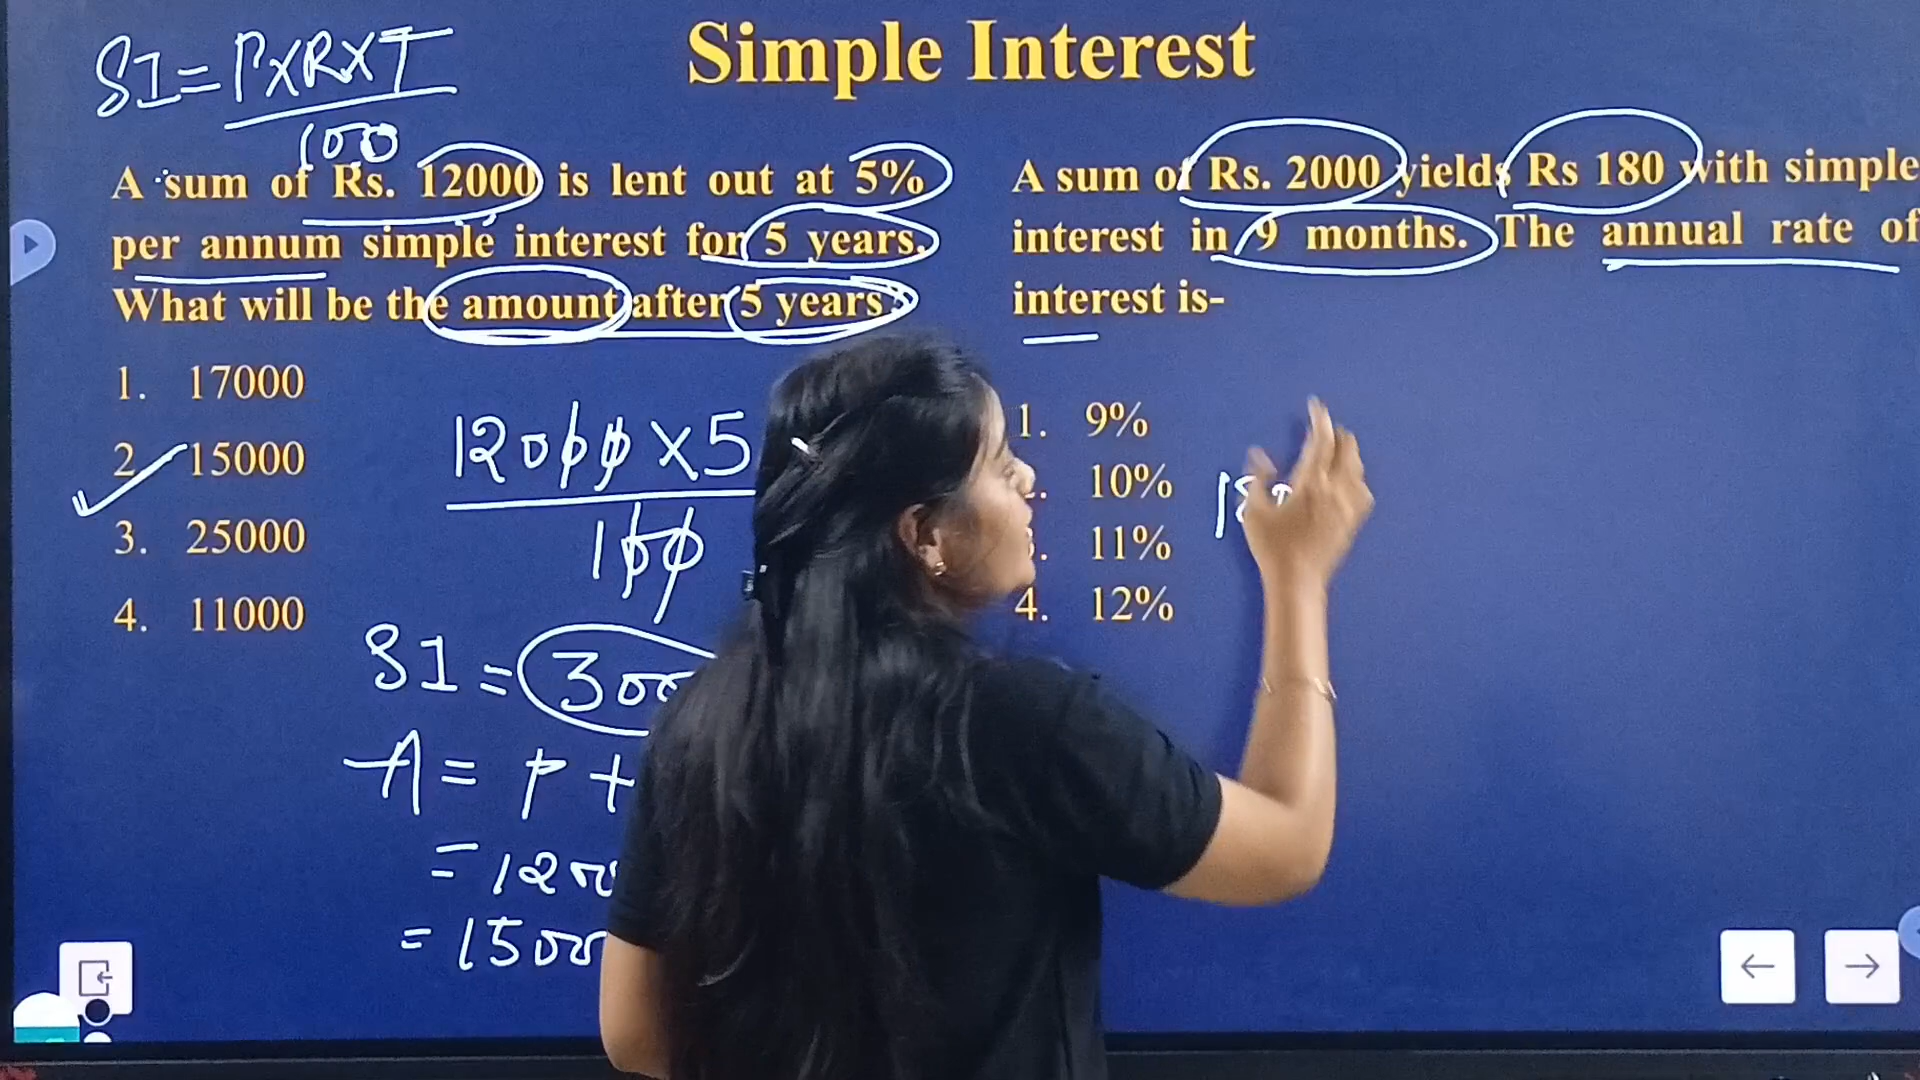 Simple Interest
SI = P×R×T
100
A sum of Rs. 12000 is lent out at 5%
per annum simple interest for 5 years.
What will be the amount after 5 years?
1. 17000
2. 15000
3. 25000
4. 11000
12000 × 5
100
SI =
A = P +
=
=
A sum of Rs. 2000 yields Rs 180 with simple
interest in 9 months. The annual rate of
interest is-
1. 9%
10%
11%
4. 12%